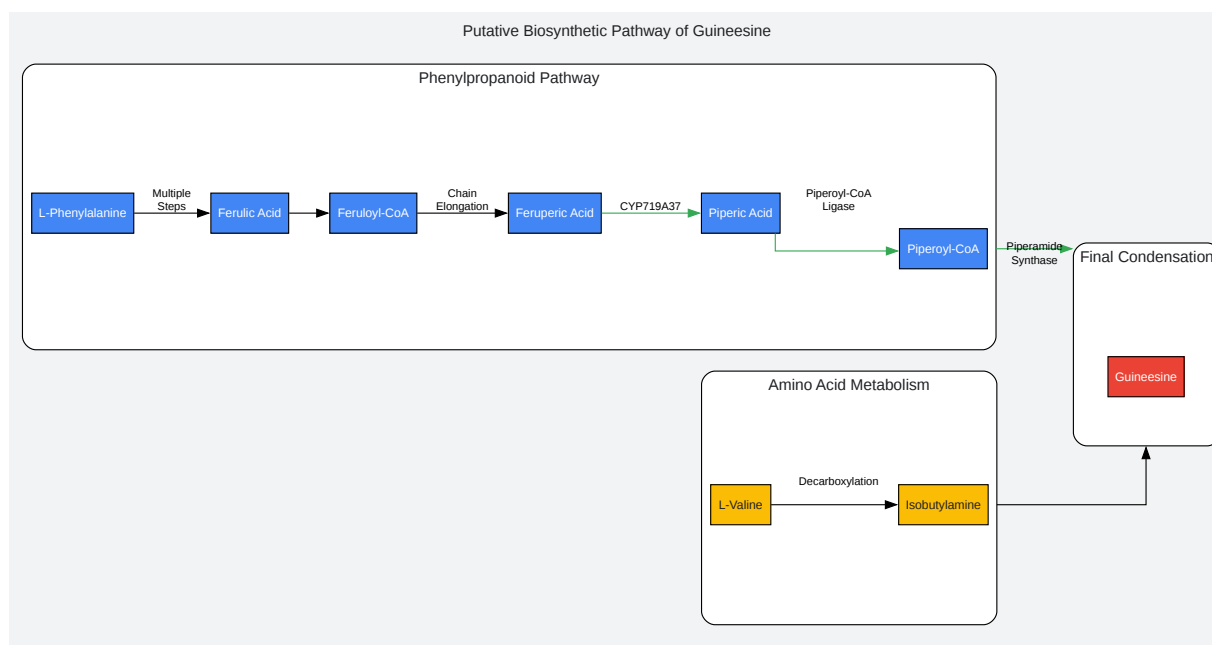 Putative Biosynthetic Pathway of Guineesine
Phenylpropanoid Pathway
L-Phenylalanine
Multiple
Steps
Ferulic Acid
Feruloyl-CoA
Chain
Elongation
Feruperic Acid
CYP719A37
Piperic Acid
Piperoyl-CoA
Ligase
Piperoyl-CoA
Piperamide
Synthase
Final Condensation
Guineesine
Amino Acid Metabolism
L-Valine
Decarboxylation
Isobutylamine